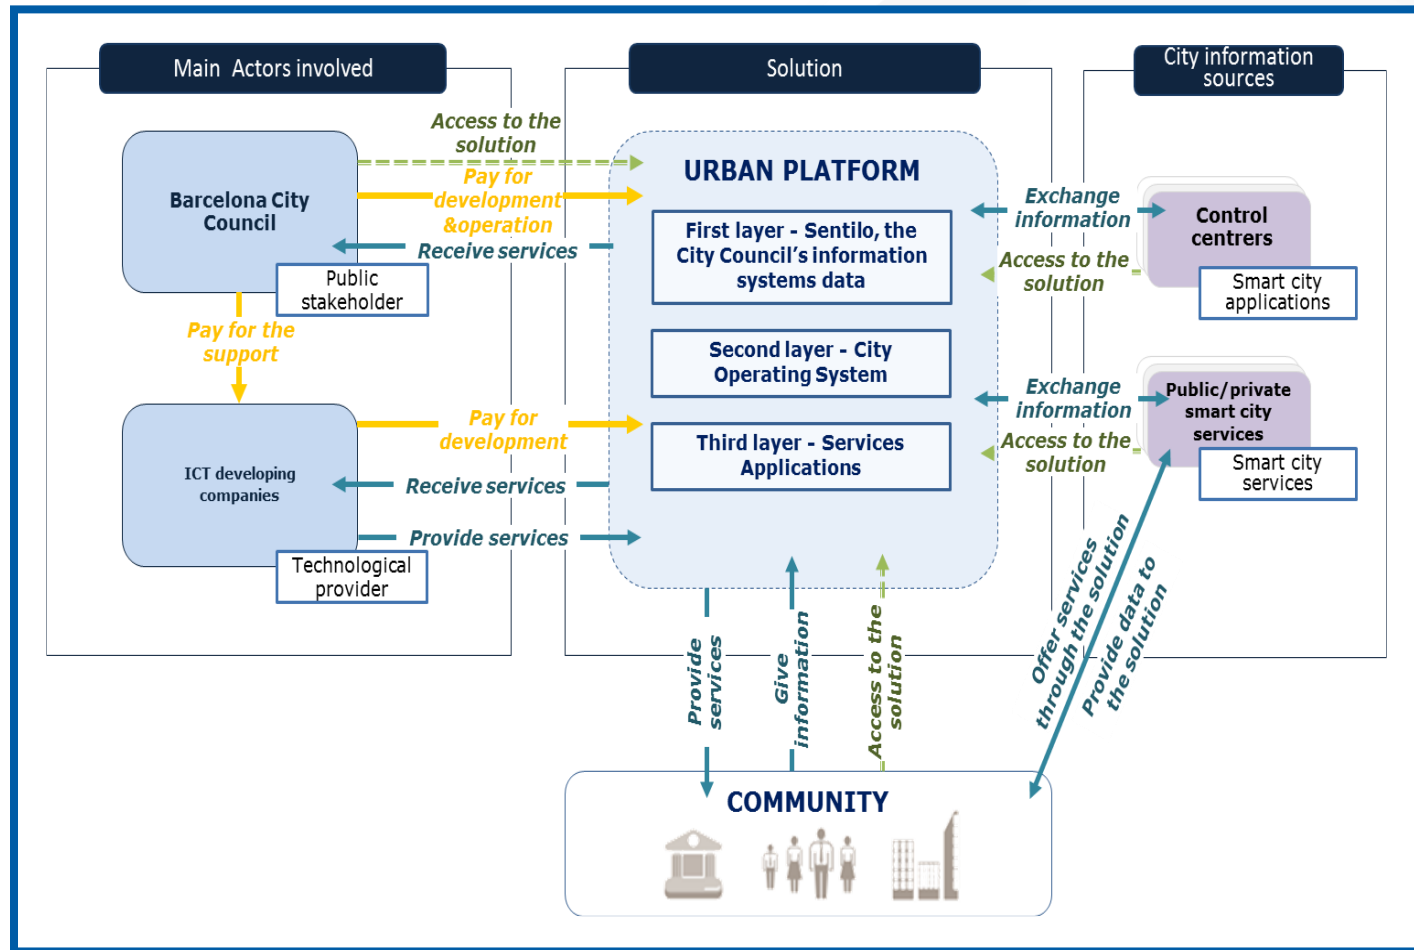 Main Actors involved
Solution
City information
sources
Access to the
solution
Barcelona City
Council
Public
stakeholder
Pay for
development
&operation
Receive services
Pay for the
support
ICT developing
companies
Technological
provider
Pay for
development
Receive services
Provide services
URBAN PLATFORM
First layer - Sentilo, the
City Council's information
systems data
Second layer - City
Operating System
Third layer - Services
Applications
Exchange
information
Access to the
solution
Control
centrers
Smart city
applications
Exchange
information
Access to the
solution
Public/private
smart city
services
Smart city
services
Provide
services
Give
information
Access to the
solution
Offer services
through the solution
Provide data to
the solution
COMMUNITY